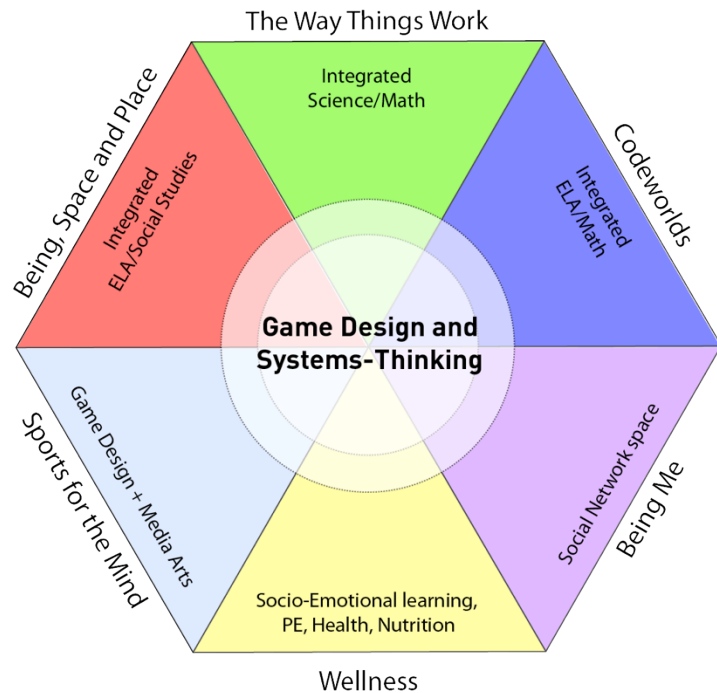 The Way Things Work
Integrated
Science/Math
Being, Space and Place
Integrated
ELA/Social Studies
Codeworlds
Integrated
ELA/Math
Game Design and
Systems-Thinking
Sports for the Mind
Game Design + Media Arts
Social Network space
Being Me
Socio-Emotional learning,
PE, Health, Nutrition
Wellness